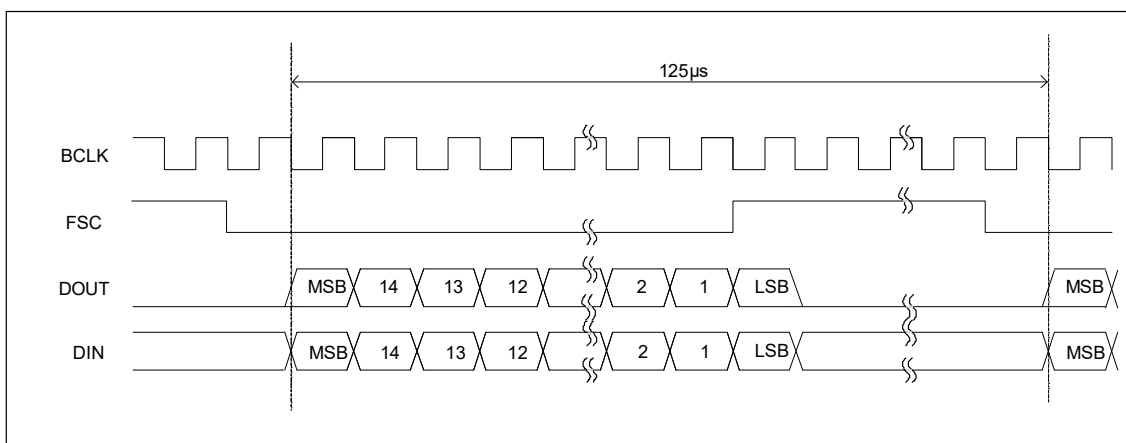 125µs
BCLK
FSC
DOUT MSB 14 13 12 2 1 LSB MSB
DIN MSB 14 13 12 2 1 LSB MSB